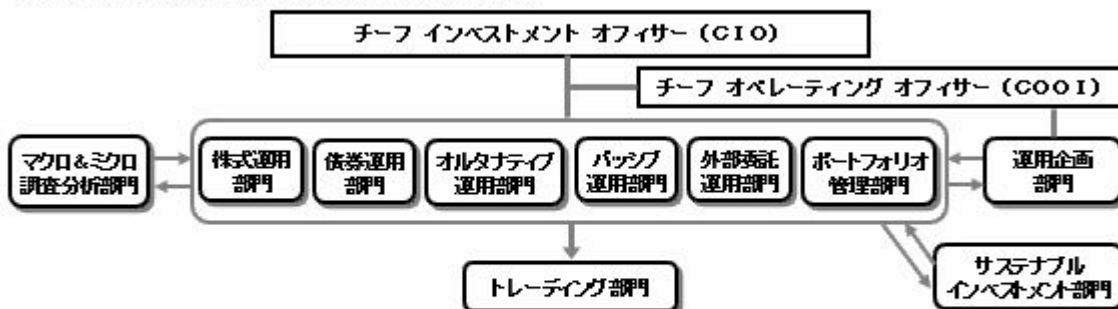 チーフ インベストメント オフィサー (CIO)
チーフ オペレーティング オフィサー (COOI)
マクロ&ミクロ
調査分析部門
株式運用
部門
債券運用
部門
オルタナティブ
運用部門
パッシブ
運用部門
外部委託
運用部門
ポートフォリオ
管理部門
運用企画
部門
トレーディング部門
サステナブル
インベストメント部門